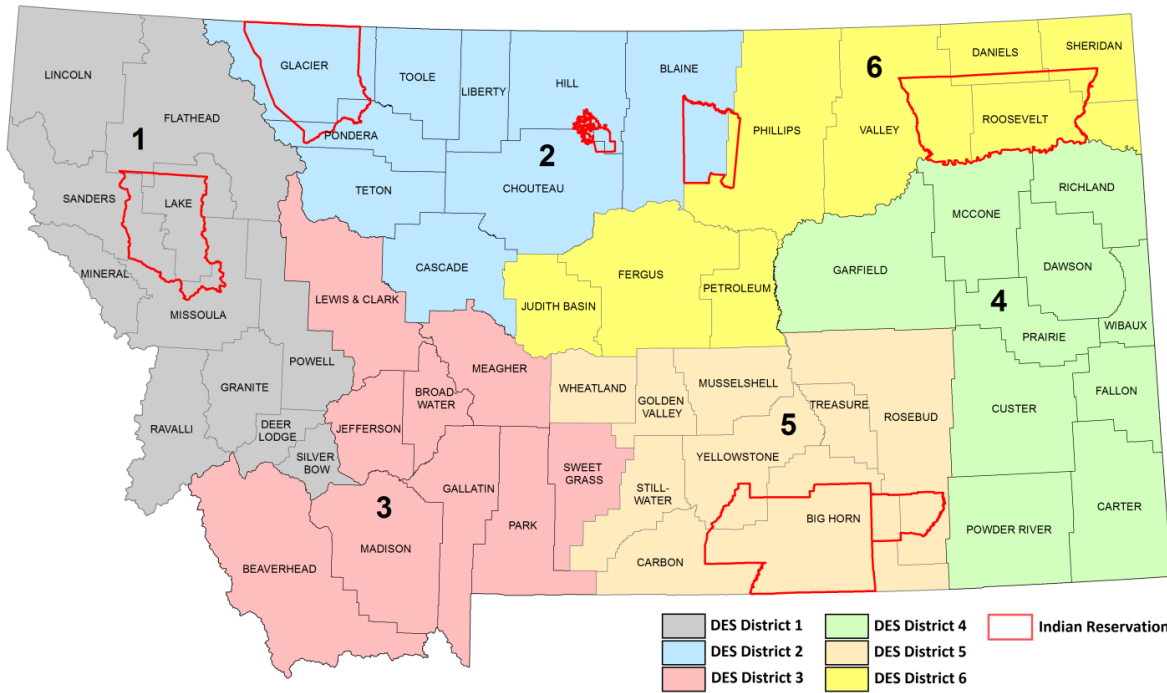 LINCOLN
FLATHEAD
1
SANDERS
LAKE
MINERAL
MISSOULA
POWELL
GRANITE
RAVALLI
DEER
LODGE
SILVER
BOW
GLACIER
TOOLE
LIBERTY
HILL
BLAINE
PONDERA
2
TETON
CHOUTEAU
CASCADE
LEWIS & CLARK
MEAGHER
BROAD
WATER
JEFFERSON
GALLATIN
SWEET
GRASS
PARK
3
MADISON
BEAVERHEAD
6
DANIELS
SHERIDAN
PHILLIPS
VALLEY
ROOSEVELT
FERGUS
JUDITH BASIN
PETROLEUM
RICHLAND
MCCONE
GARFIELD
DAWSON
4
PRAIRIE
WIBAUX
FALLON
CUSTER
POWDER RIVER
CARTER
WHEATLAND
GOLDEN
VALLEY
MUSSELSHELL
TREASURE
ROSEBUD
5
YELLOWSTONE
STILL-
WATER
BIG HORN
CARBON
DES District 1
DES District 2
DES District 3
DES District 4
DES District 5
DES District 6
Indian Reservation